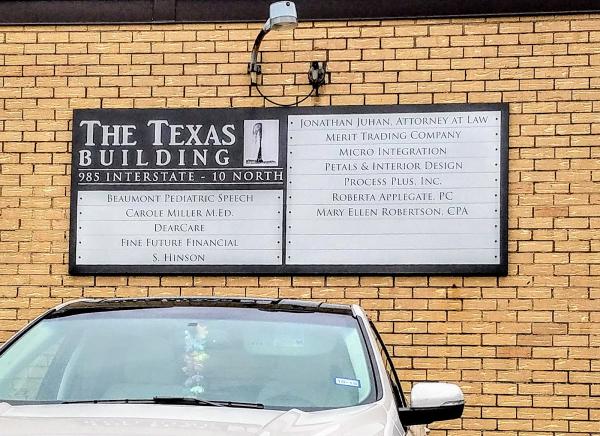 The Texas
Building
985 Interstate - 10 North
Beaumont Pediatric Speech
Carole Miller M.Ed.
DearCare
Fine Future Financial
S. Hinson
Jonathan Juhan, Attorney at Law
Merit Trading Company
Micro Integration
Petals & Interior Design
Process Plus, Inc.
Roberta Applegate, PC
Mary Ellen Robertson, CPA